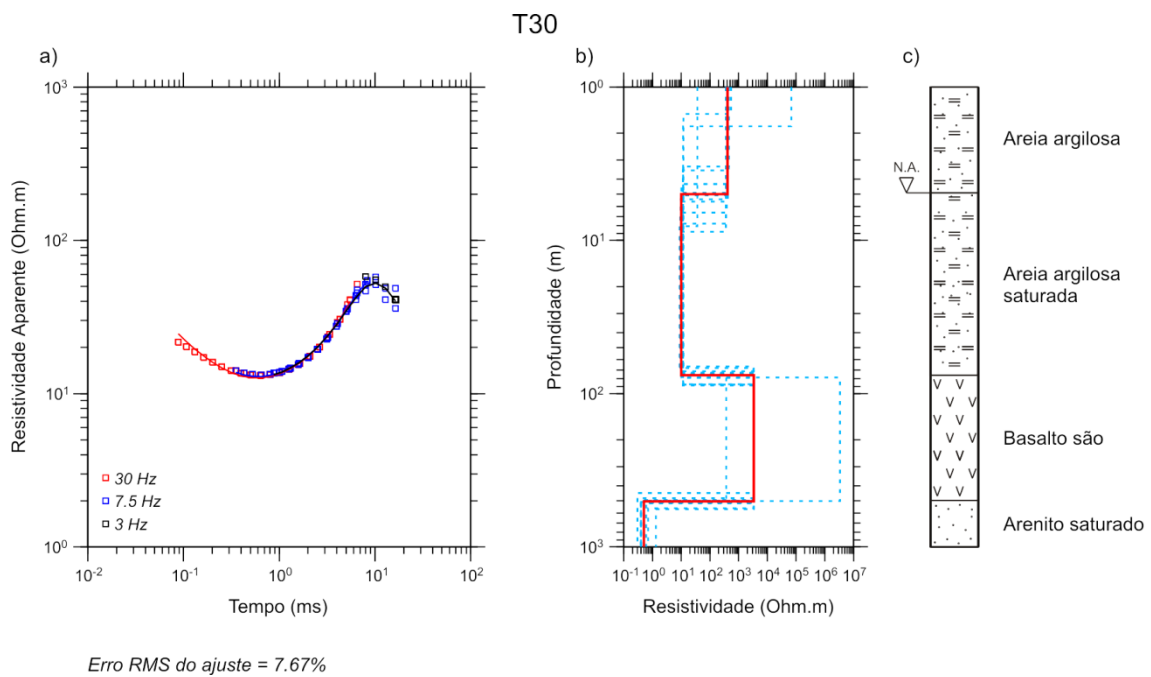 T30
a)
10³
10²
10¹
10⁰
Resistividade Aparente (Ohm.m)
30 Hz
7.5 Hz
3 Hz
10⁻² 10⁻¹ 10⁰ 10¹ 10²
Tempo (ms)
b)
10⁰
10¹
10²
10³
Profundidade (m)
10⁻¹ 10⁰ 10¹ 10² 10³ 10⁴ 10⁵ 10⁶ 10⁷
Resistividade (Ohm.m)
c)
Areia argilosa
N.A.
Areia argilosa
saturada
Basalto são
Arenito saturado
Erro RMS do ajuste = 7.67%